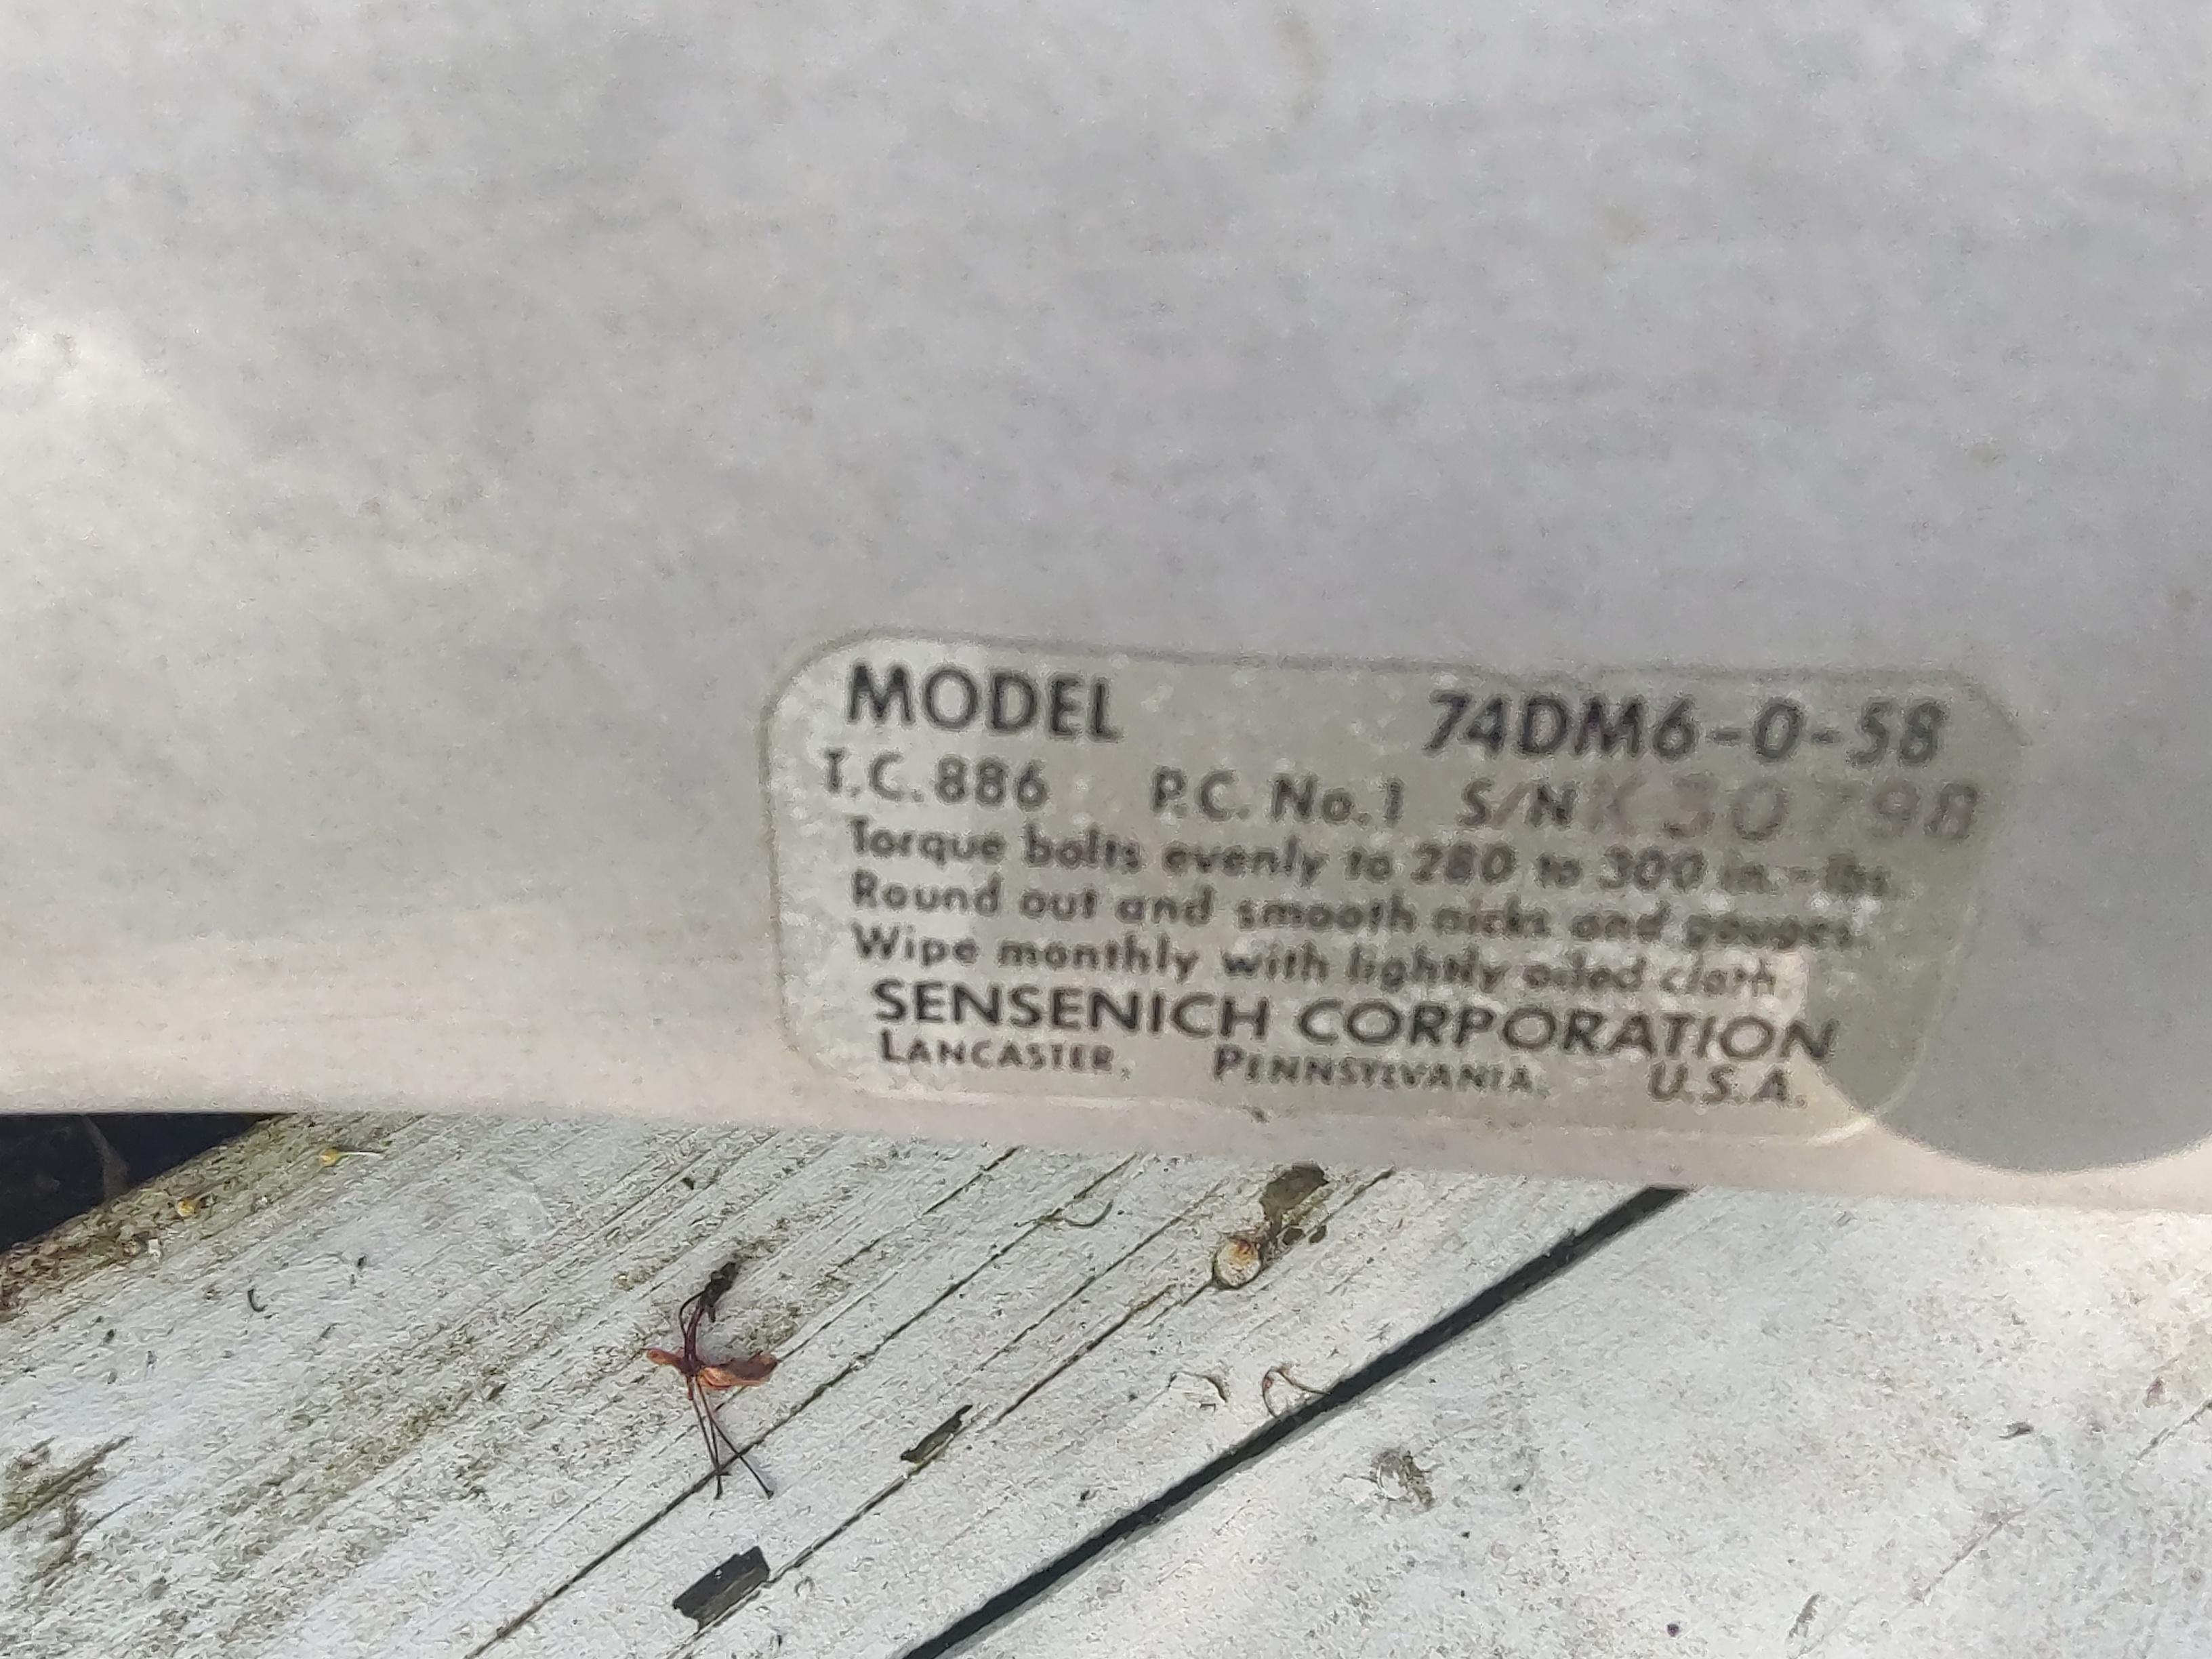 MODEL 74DM6-0-58
T.C. 886 P.C. No. 1 S/N K30798
Torque bolts evenly to 280 to 300 in.-lbs.
Round out and smooth nicks and gouges.
Wipe monthly with lightly oiled cloth.
SENSENICH CORPORATION
LANCASTER, PENNSYLVANIA, U.S.A.